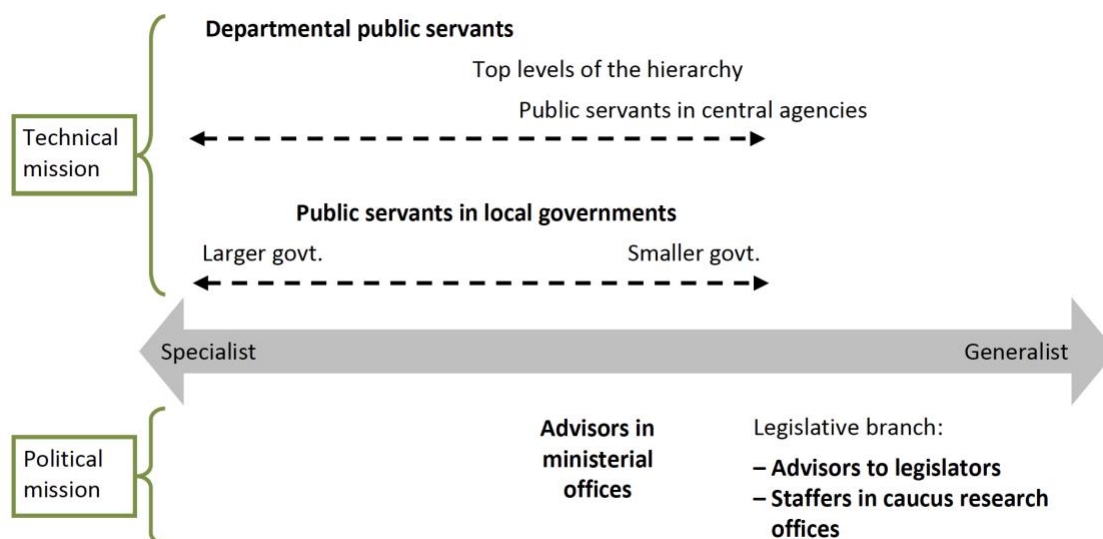 Departmental public servants
Top levels of the hierarchy
Public servants in central agencies
Technical
mission
Public servants in local governments
Larger govt.
Smaller govt.
Specialist
Generalist
Political
mission
Advisors in
ministerial
offices
Legislative branch:
– Advisors to legislators
– Staffers in caucus research
offices